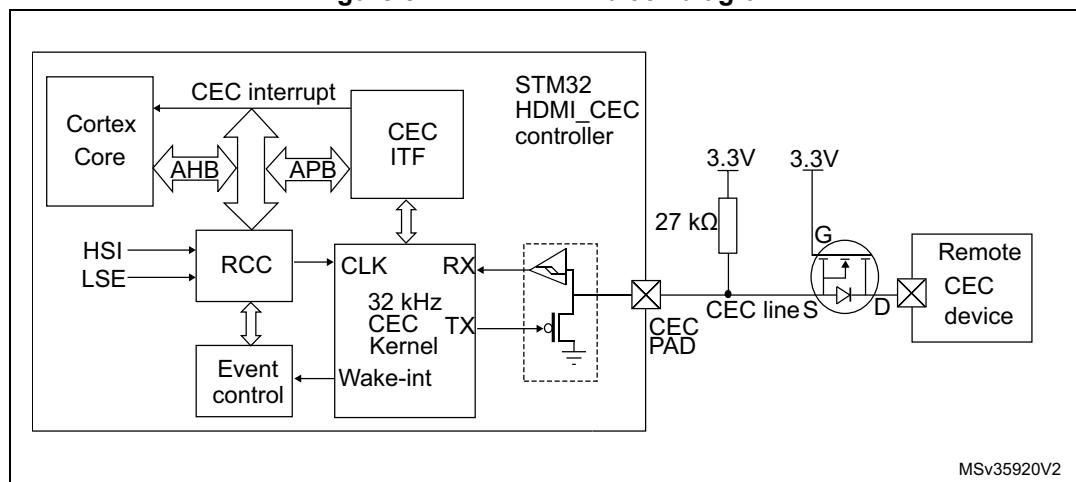 CEC interrupt
Cortex
Core
AHB
APB
CEC
ITF
STM32
HDMI_CEC
controller
HSI
LSE
RCC
CLK
RX
32 kHz
CEC
Kernel
TX
Wake-int
Event
control
CEC
PAD
3.3V
27 kΩ
CEC line
3.3V
G
S
D
Remote
CEC
device
MSv35920V2